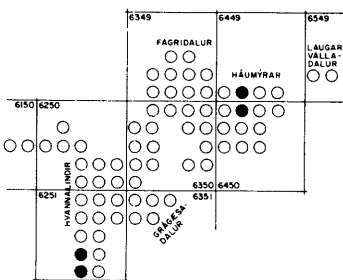 6349
6449
6549
FAGRIDALUR
LAUGAR
VALLA-
DALUR
HÁUMÝRAR
6150
6250
HVANNALINDIR
6251
6350
6450
6351
GRÁGÆSA-
DALUR